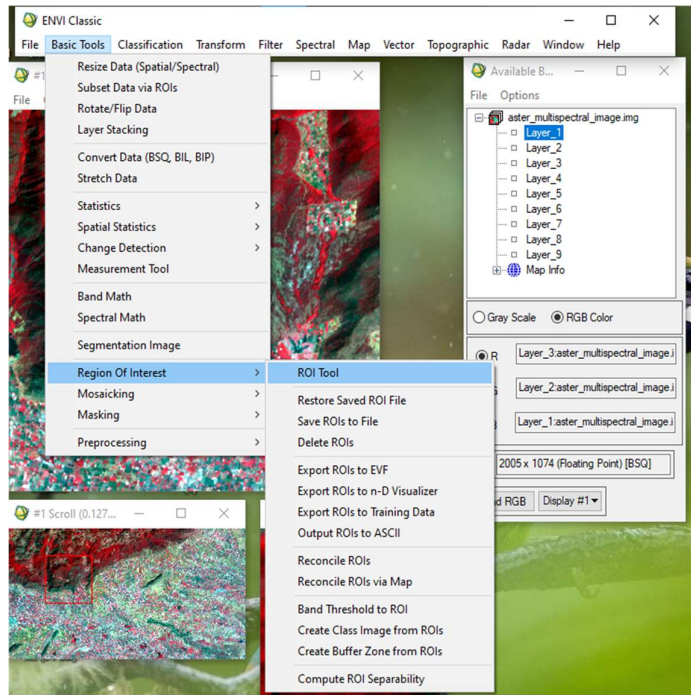 ENVI Classic
File Basic Tools Classification Transform Filter Spectral Map Vector Topographic Radar Window Help
Resize Data (Spatial/Spectral)
Subset Data via ROIs
Rotate/Flip Data
Layer Stacking
Convert Data (BSQ, BIL, BIP)
Stretch Data
Statistics
Spatial Statistics
Change Detection
Measurement Tool
Band Math
Spectral Math
Segmentation Image
Region Of Interest
Mosaicking
Masking
Preprocessing
ROI Tool
Restore Saved ROI File
Save ROIs to File
Delete ROIs
Export ROIs to EVF
Export ROIs to n-D Visualizer
Export ROIs to Training Data
Output ROIs to ASCII
Reconcile ROIs
Reconcile ROIs via Map
Band Threshold to ROI
Create Class Image from ROIs
Create Buffer Zone from ROIs
Compute ROI Separability
#1
File
#1 Scroll (0.127...
Available B...
File Options
aster_multispectral_image.img
Layer_1
Layer_2
Layer_3
Layer_4
Layer_5
Layer_6
Layer_7
Layer_8
Layer_9
Map Info
Gray Scale RGB Color
R Layer_3:aster_multispectral_image.i
Layer_2:aster_multispectral_image.i
Layer_1:aster_multispectral_image.i
2005 x 1074 (Floating Point) [BSQ]
RGB Display #1